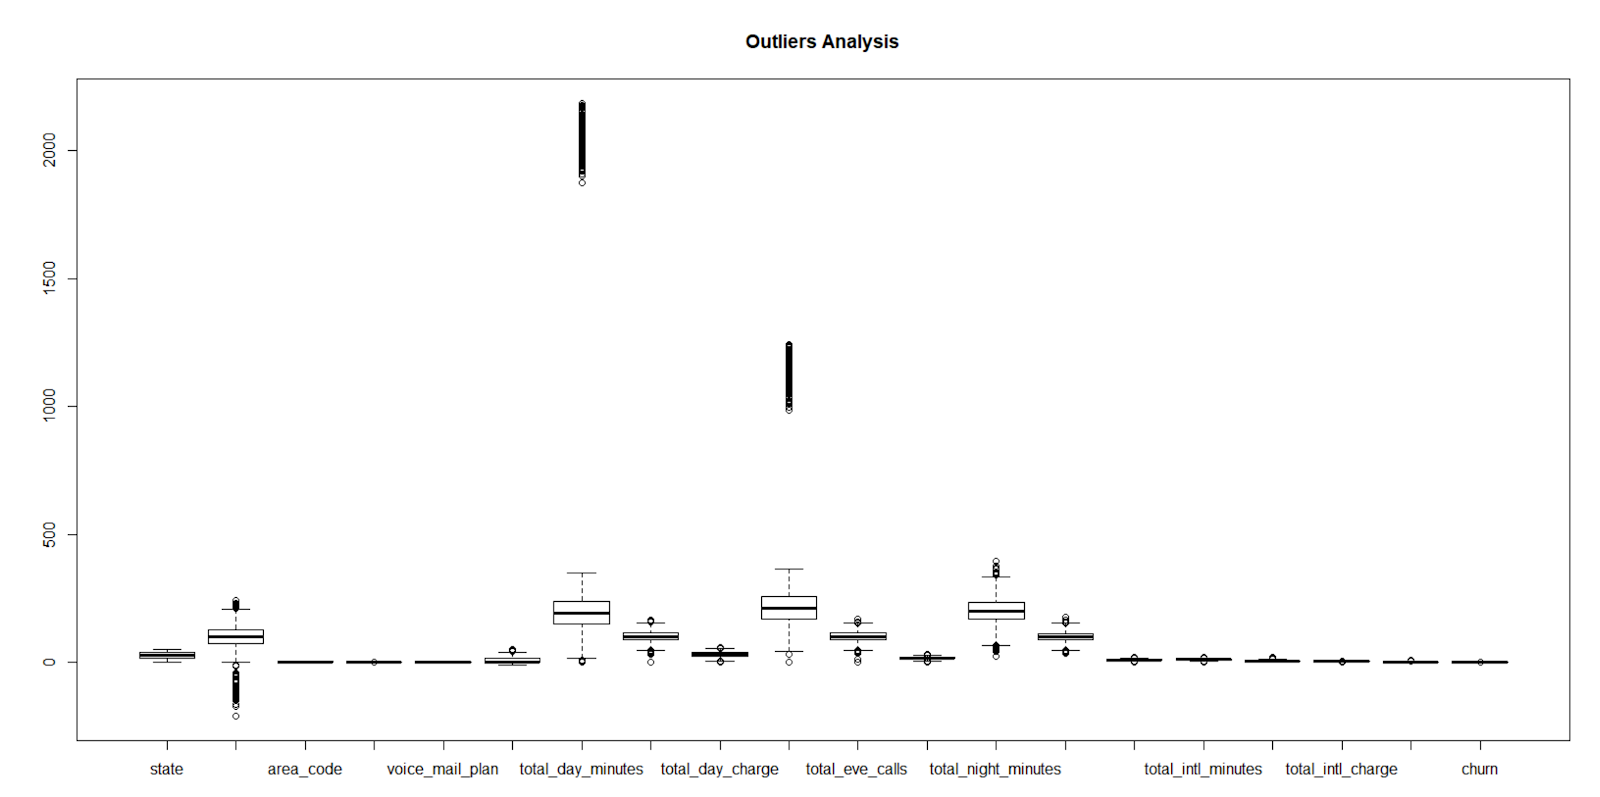 Outliers Analysis
2000
1500
1000
500
0
state area_code voice_mail_plan total_day_minutes total_day_charge total_eve_calls total_night_minutes total_intl_minutes total_intl_charge churn